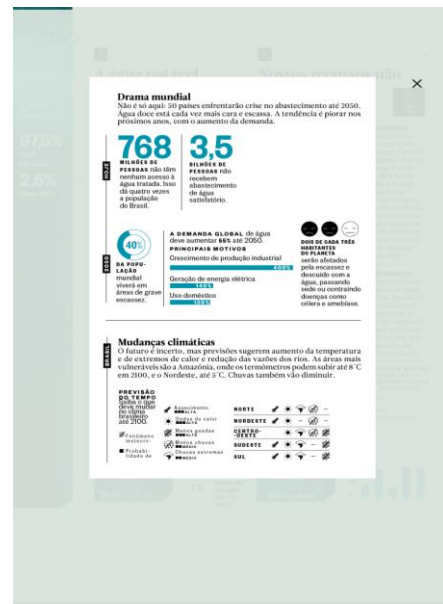 Drama mundial
Não é só aqui: 50 países enfrentarão crise no abastecimento até 2050.
Água doce está cada vez mais cara e escassa. A tendência é piorar nos
próximos anos, com o aumento da demanda.
HOJE
768
MILHÕES DE
PESSOAS não têm
nenhum acesso à
água tratada. Isso
dá quatro vezes
a população
do Brasil.
3,5
BILHÕES DE
PESSOAS não
recebem
abastecimento
de água
satisfatório.
40%
DA POPU-
LAÇÃO
mundial
viverá em
áreas de grave
escassez.
A DEMANDA GLOBAL de água
deve aumentar 55% até 2050.
PRINCIPAIS MOTIVOS
Crescimento de produção industrial
400%
Geração de energia elétrica
140%
Uso doméstico
130%
DOIS DE CADA TRÊS
HABITANTES
DO PLANETA
serão afetados
pela escassez e
descuido com a
água, passando
sede ou contraindo
doenças como
cólera e amebíase.
BRASIL
Mudanças climáticas
O futuro é incerto, mas previsões sugerem aumento da temperatura
e de extremos de calor e redução das vazões dos rios. As áreas mais
vulneráveis são a Amazônia, onde os termômetros podem subir até 8°C
em 2100, e o Nordeste, até 5°C. Chuvas também vão diminuir.
PREVISÃO
DO TEMPO
Saiba o que
deve mudar
no clima
brasileiro
até 2100.
Fenômeno
Probabi-
lidade de
Aquecimento
ALTA
Ondas de calor
ALTA
Menos geadas
ALTA
Menos chuvas
MÉDIO
Chuvas extremas
MÉDIO
NORTE
NORDESTE
CENTRO-
-OESTE
SUDESTE
SUL
97,5%
2,5%